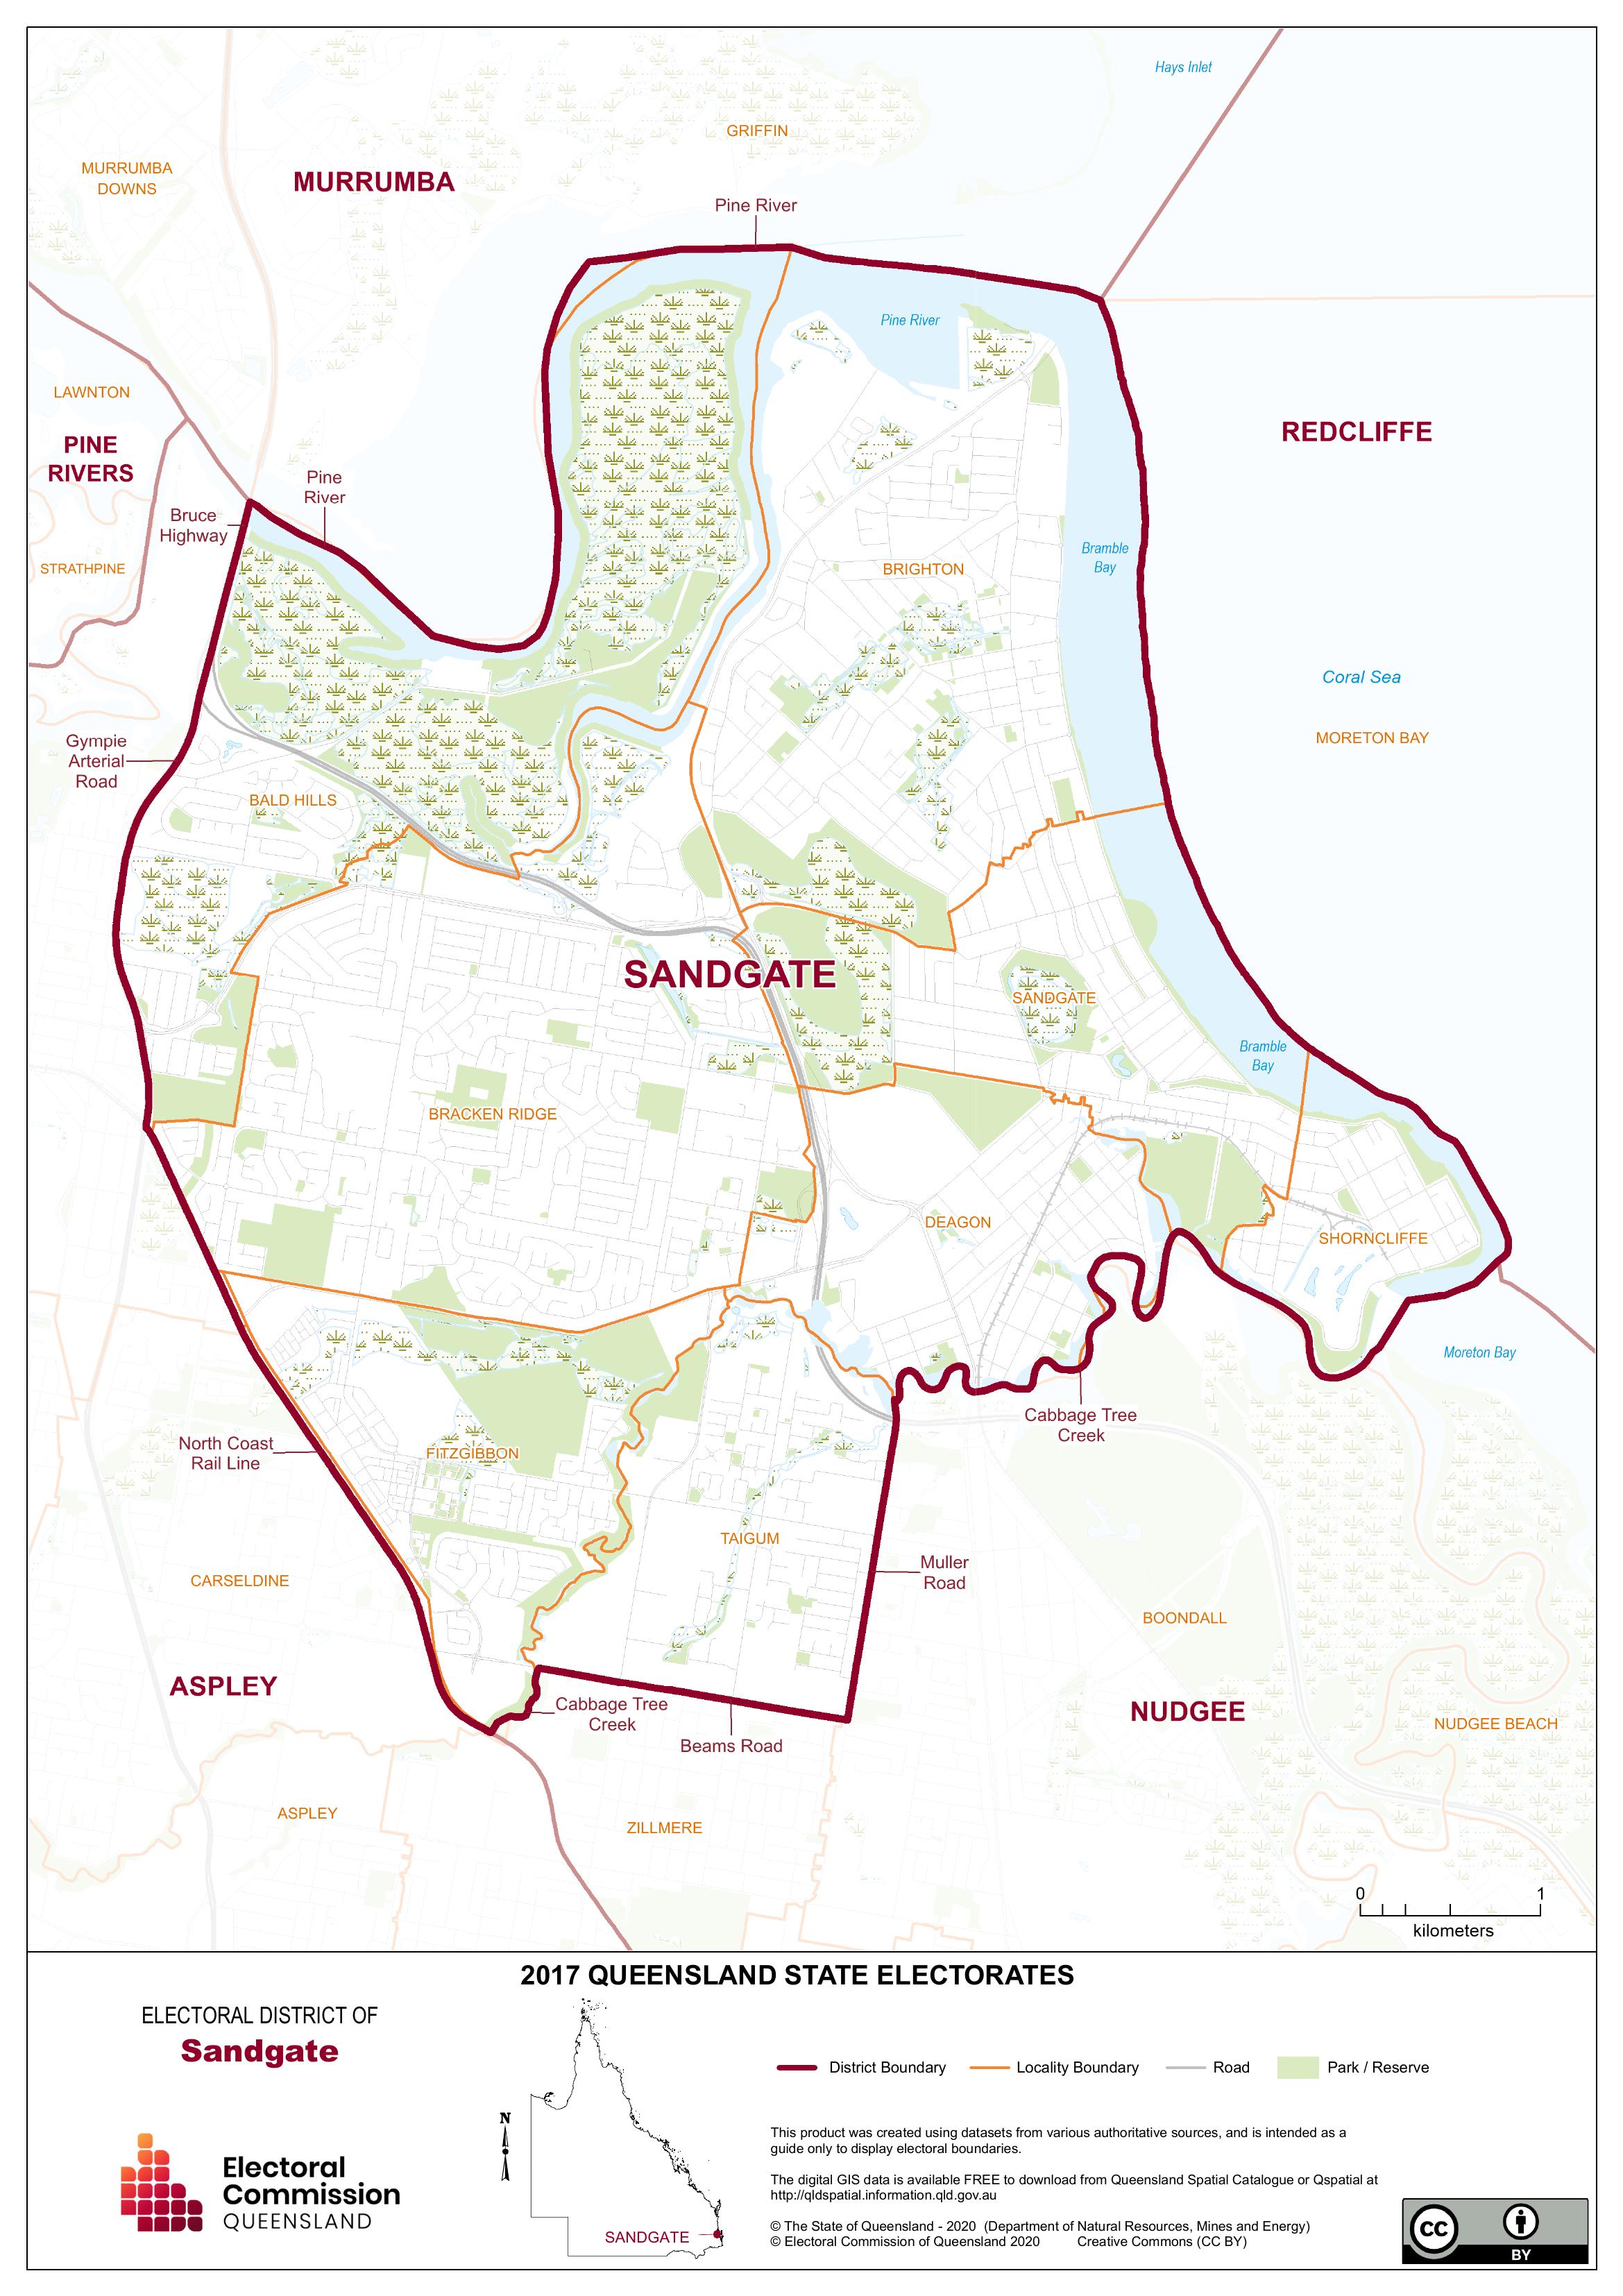 Hays Inlet
GRIFFIN
MURRUMBA
DOWNS
MURRUMBA
Pine River
Pine River
LAWNTON
PINE
RIVERS
REDCLIFFE
Pine
River
Bruce
Highway
STRATHPINE
BRIGHTON
Bramble
Bay
Coral Sea
MORETON BAY
Gympie
Arterial
Road
BALD HILLS
SANDGATE
SANDGATE
Bramble
Bay
BRACKEN RIDGE
DEAGON
SHORNCLIFFE
Moreton Bay
Cabbage Tree
Creek
North Coast
Rail Line
FITZGIBBON
TAIGUM
Muller
Road
CARSELDINE
BOONDALL
ASPLEY
Cabbage Tree
Creek
NUDGEE
NUDGEE BEACH
Beams Road
ASPLEY
ZILLMERE
0 1
kilometers
2017 QUEENSLAND STATE ELECTORATES
ELECTORAL DISTRICT OF
Sandgate
District Boundary
Locality Boundary
Road
Park / Reserve
N
SANDGATE
Electoral
Commission
QUEENSLAND
This product was created using datasets from various authoritative sources, and is intended as a
guide only to display electoral boundaries.
The digital GIS data is available FREE to download from Queensland Spatial Catalogue or Qspatial at
http://qldspatial.information.qld.gov.au
© The State of Queensland - 2020 (Department of Natural Resources, Mines and Energy)
© Electoral Commission of Queensland 2020 Creative Commons (CC BY)
CC
BY